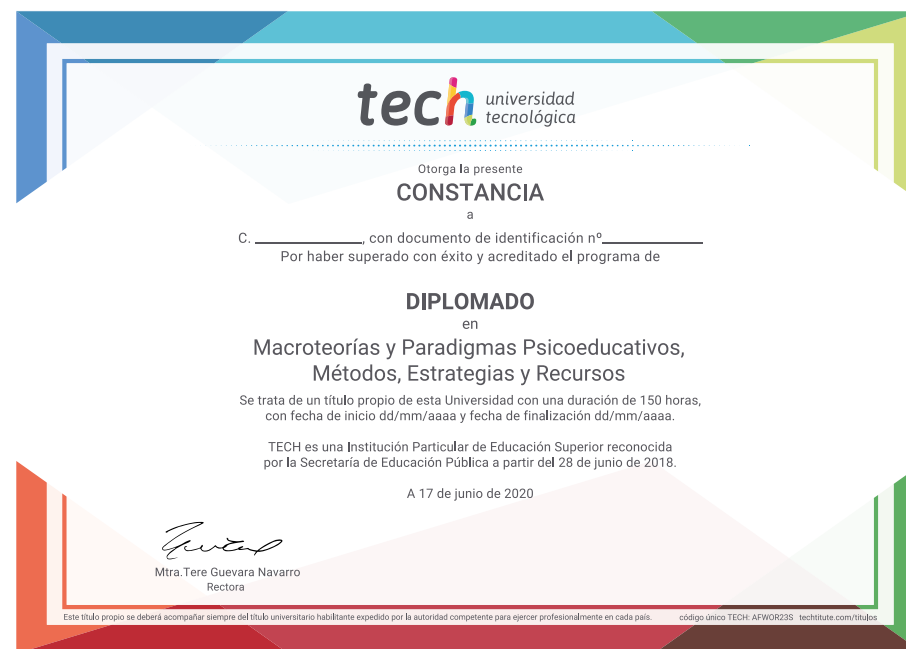 tech universidad
tecnológica
Otorga la presente
CONSTANCIA
a
C. ____________, con documento de identificación nº____________
Por haber superado con éxito y acreditado el programa de
DIPLOMADO
en
Macroteorías y Paradigmas Psicoeducativos,
Métodos, Estrategias y Recursos
Se trata de un título propio de esta Universidad con una duración de 150 horas,
con fecha de inicio dd/mm/aaaa y fecha de finalización dd/mm/aaaa.
TECH es una Institución Particular de Educación Superior reconocida
por la Secretaría de Educación Pública a partir del 28 de junio de 2018.
A 17 de junio de 2020
Mtra.Tere Guevara Navarro
Rectora
Este título propio se deberá acompañar siempre del título universitario habilitante expedido por la autoridad competente para ejercer profesionalmente en cada país. código único TECH: AFWOR23S techtitute.com/titulos